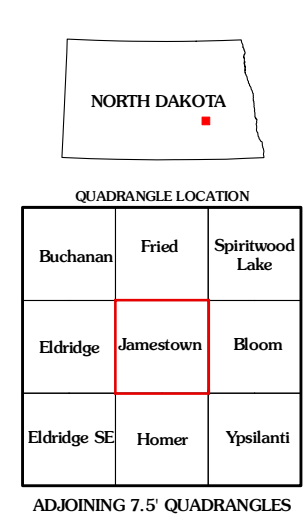 NORTH DAKOTA
QUADRANGLE LOCATION
Buchanan
Fried
Spiritwood
Lake
Eldridge
Jamestown
Bloom
Eldridge SE
Homer
Ypsilanti
ADJOINING 7.5' QUADRANGLES